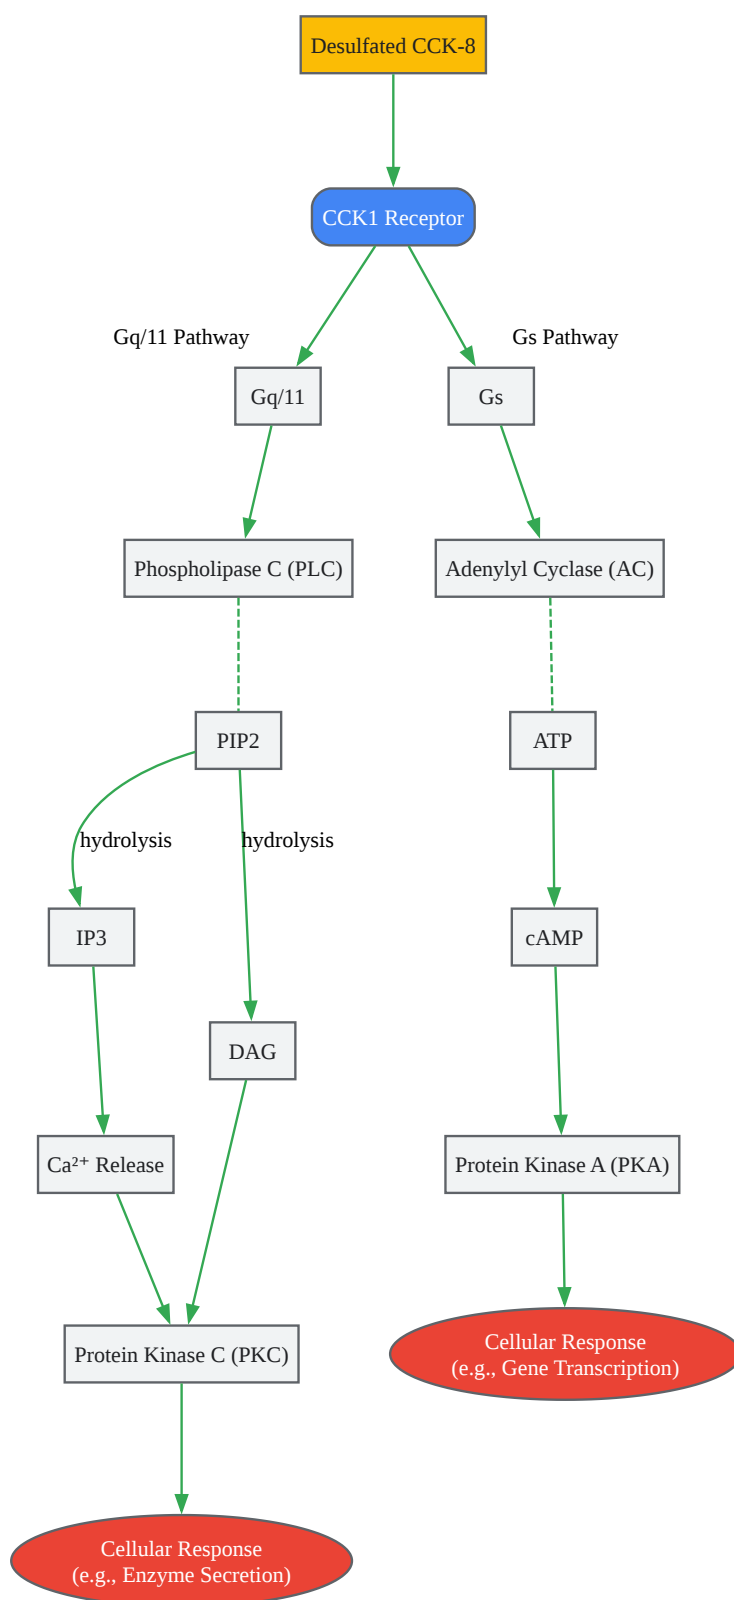 Desulfated CCK-8
CCK1 Receptor
Gq/11 Pathway
Gs Pathway
Gq/11
Gs
Phospholipase C (PLC)
Adenylyl Cyclase (AC)
PIP2
ATP
hydrolysis
hydrolysis
IP3
cAMP
DAG
Ca²⁺ Release
Protein Kinase A (PKA)
Protein Kinase C (PKC)
Cellular Response
(e.g., Gene Transcription)
Cellular Response
(e.g., Enzyme Secretion)